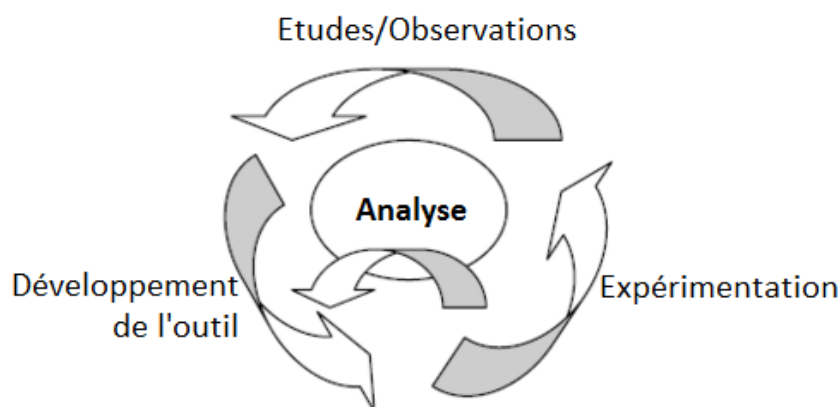 Etudes/Observations
Analyse
Développement
de l'outil
Expérimentation